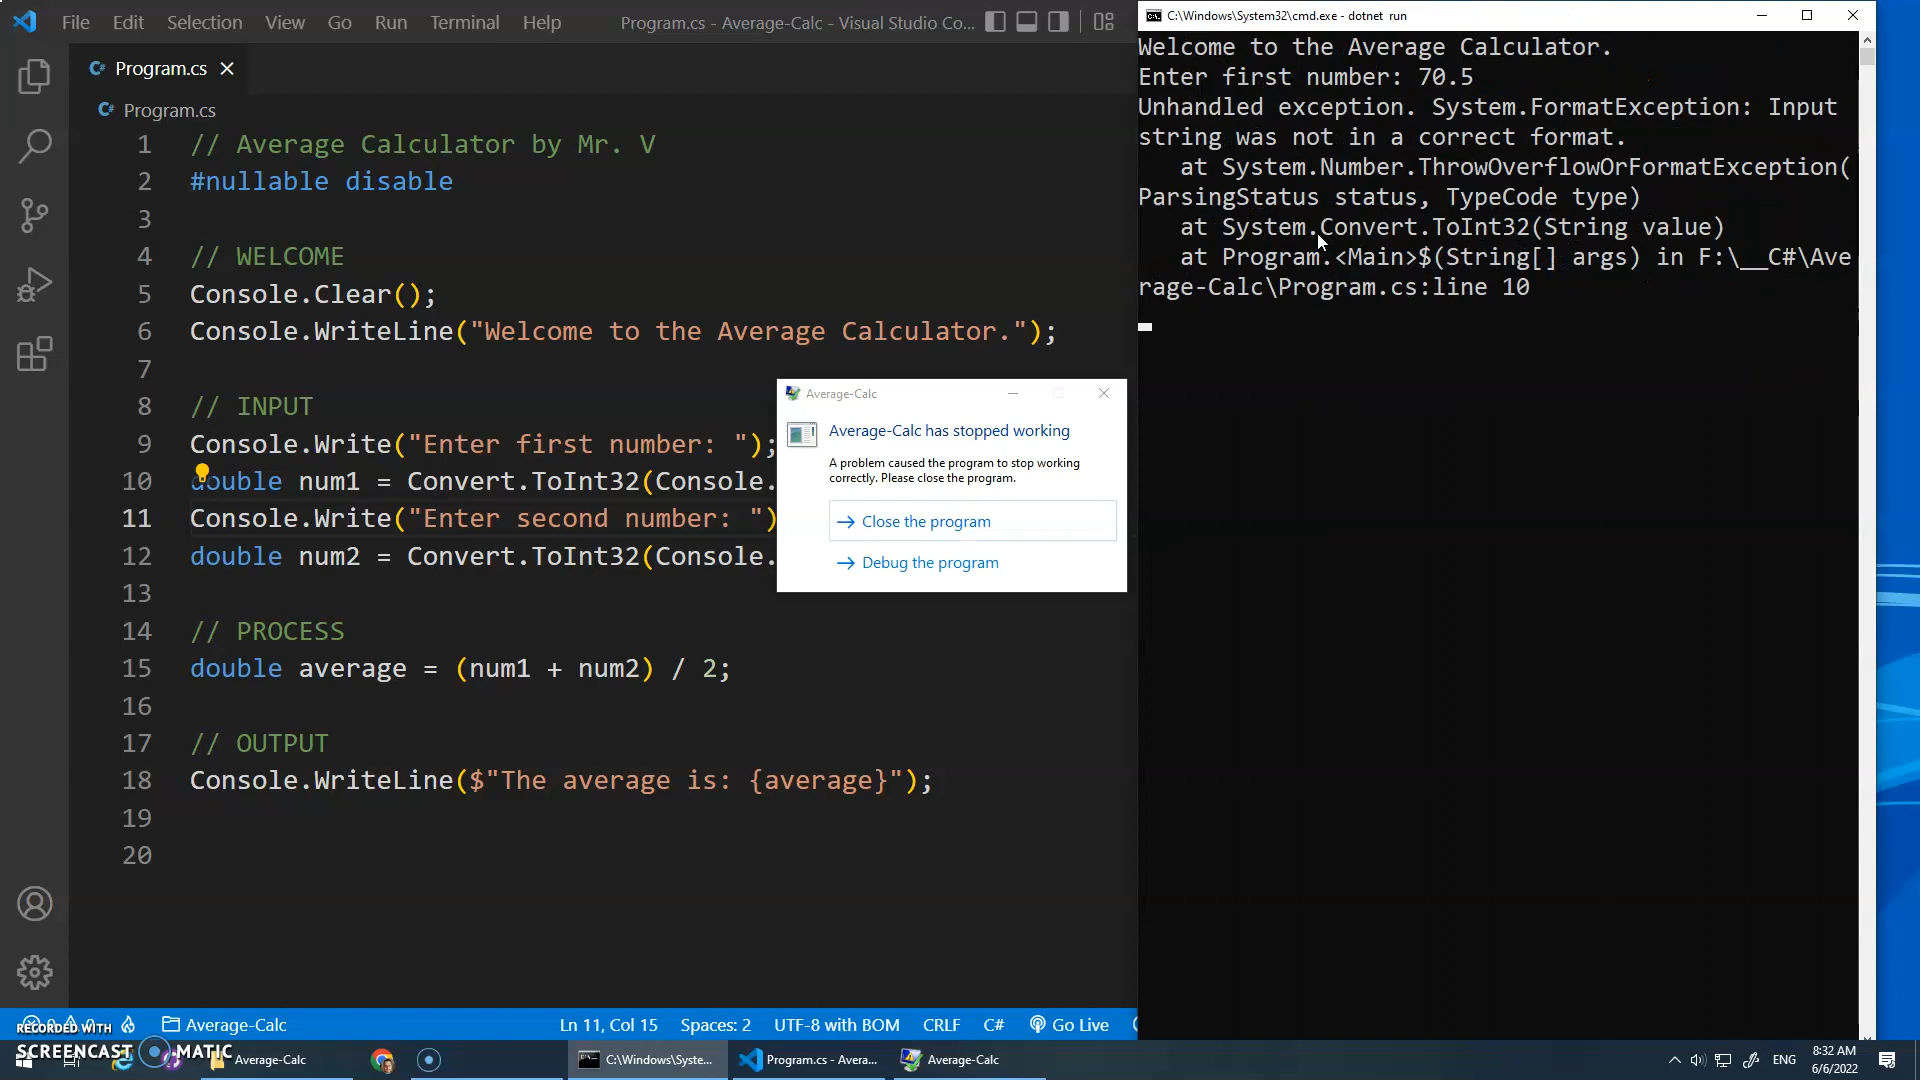 File Edit Selection View Go Run Terminal Help
Program.cs - Average-Calc - Visual Studio Co...
Program.cs
Program.cs
1 // Average Calculator by Mr. V
2 #nullable disable
3
4 // WELCOME
5 Console.Clear();
6 Console.WriteLine("Welcome to the Average Calculator.");
7
8 // INPUT
9 Console.Write("Enter first number: ");
10 double num1 = Convert.ToInt32(Console.
11 Console.Write("Enter second number: ")
12 double num2 = Convert.ToInt32(Console.
13
14 // PROCESS
15 double average = (num1 + num2) / 2;
16
17 // OUTPUT
18 Console.WriteLine($"The average is: {average}");
19
20
Average-Calc
Average-Calc has stopped working
A problem caused the program to stop working
correctly. Please close the program.
Close the program
Debug the program
C:\Windows\System32\cmd.exe - dotnet run
Welcome to the Average Calculator.
Enter first number: 70.5
Unhandled exception. System.FormatException: Input
string was not in a correct format.
at System.Number.ThrowOverflowOrFormatException(
ParsingStatus status, TypeCode type)
at System.Convert.ToInt32(String value)
at Program.<Main>$(String[] args) in F:\__C#\Ave
rage-Calc\Program.cs:line 10
Average-Calc
Ln 11, Col 15 Spaces: 2 UTF-8 with BOM CRLF C# Go Live
RECORDED WITH
SCREENCAST MATIC
Average-Calc
C:\Windows\Syste...
Program.cs - Avera...
Average-Calc
ENG
8:32 AM
6/6/2022